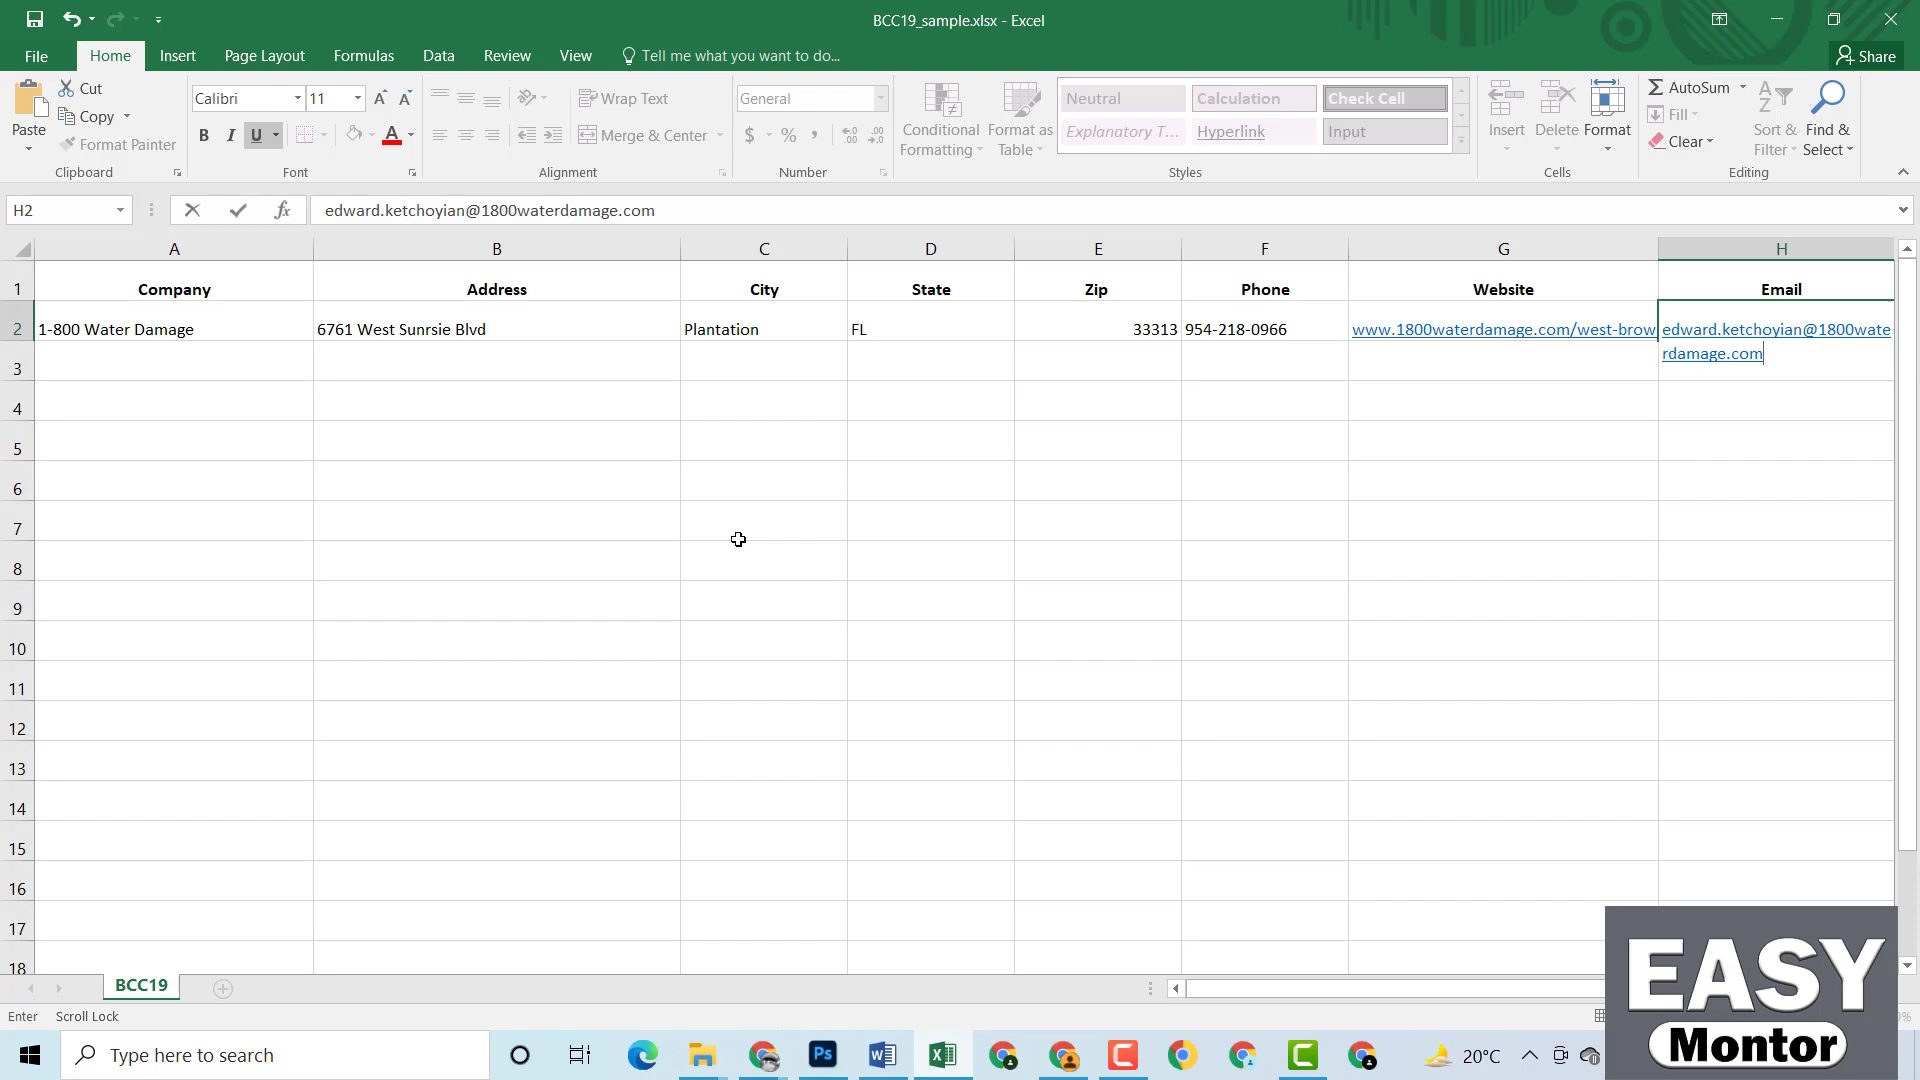 BCC19_sample.xlsx - Excel
File Home Insert Page Layout Formulas Data Review View Tell me what you want to do... Share
Paste Cut Copy Format Painter Clipboard
Calibri 11 A A B I U A Font
Wrap Text Merge & Center Alignment
General $ % , Number
Conditional Formatting Format as Table
Neutral Calculation Check Cell
Explanatory T... Hyperlink Input
Styles
Insert Delete Format Cells
AutoSum Fill Clear Sort & Filter Find & Select Editing
H2 fx edward.ketchoyian@1800waterdamage.com
A B C D E F G H
1 Company Address City State Zip Phone Website Email
2 1-800 Water Damage 6761 West Sunrsie Blvd Plantation FL 33313 954-218-0966 www.1800waterdamage.com/west-brow edward.ketchoyian@1800wate
rdamage.com
3
4
5
6
7
8
9
10
11
12
13
14
15
16
17
18
BCC19
Enter Scroll Lock
Type here to search Ps 20°C
EASY
Montor